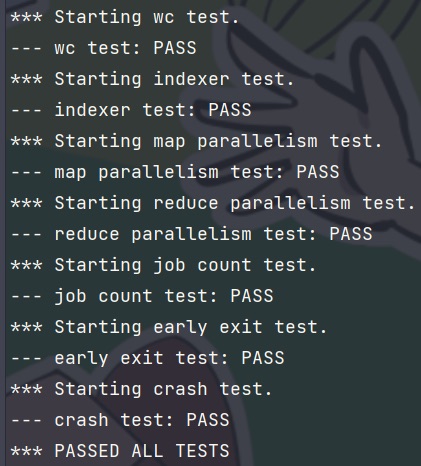 *** Starting wc test.
--- wc test: PASS
*** Starting indexer test.
--- indexer test: PASS
*** Starting map parallelism test.
--- map parallelism test: PASS
*** Starting reduce parallelism test.
--- reduce parallelism test: PASS
*** Starting job count test.
--- job count test: PASS
*** Starting early exit test.
--- early exit test: PASS
*** Starting crash test.
--- crash test: PASS
*** PASSED ALL TESTS